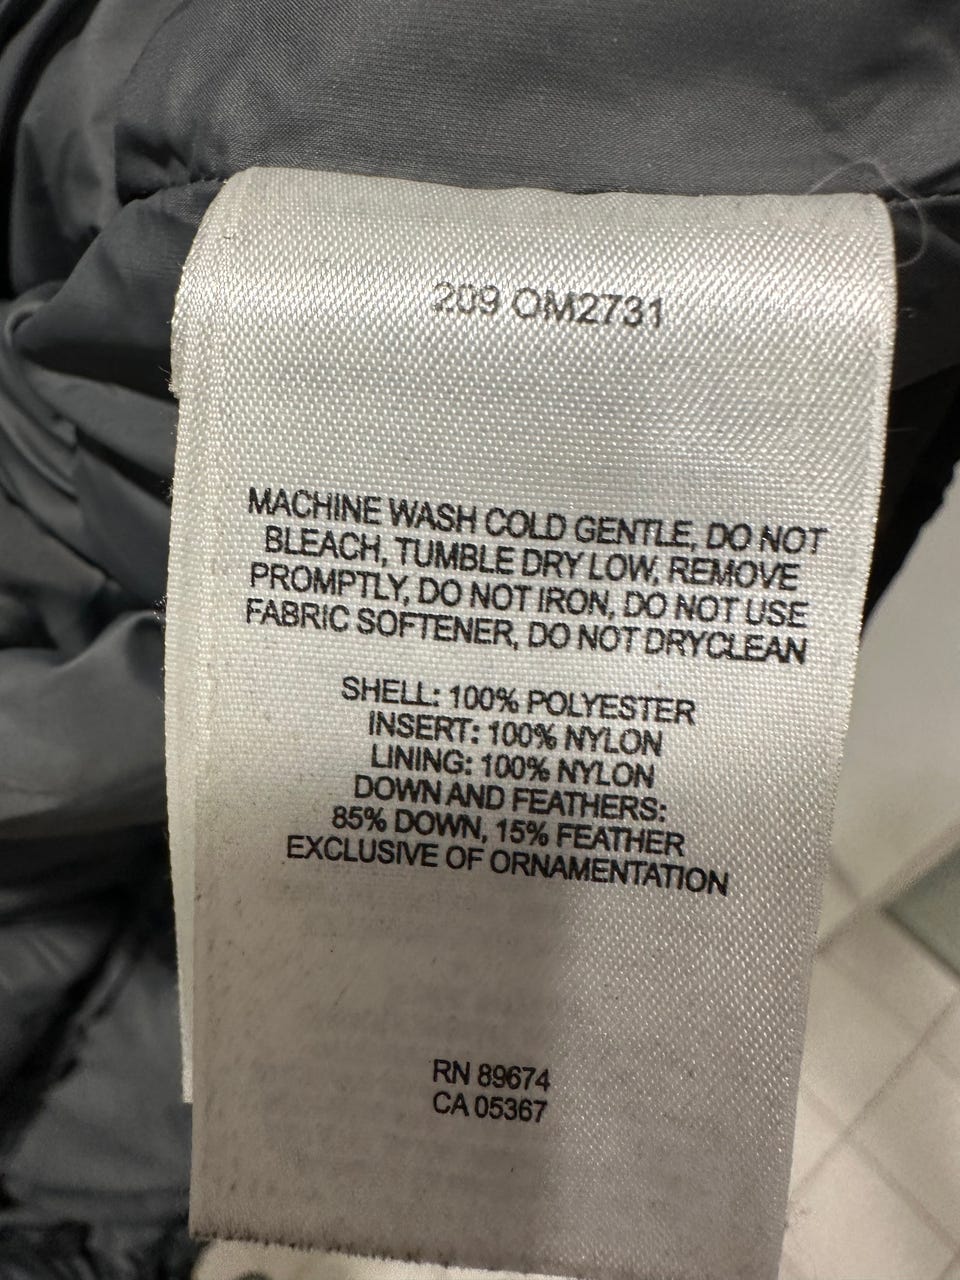 209 OM2731
MACHINE WASH COLD GENTLE, DO NOT
BLEACH, TUMBLE DRY LOW, REMOVE
PROMPTLY, DO NOT IRON, DO NOT USE
FABRIC SOFTENER, DO NOT DRYCLEAN
SHELL: 100% POLYESTER
INSERT: 100% NYLON
LINING: 100% NYLON
DOWN AND FEATHERS:
85% DOWN, 15% FEATHER
EXCLUSIVE OF ORNAMENTATION
RN 89674
CA 05367